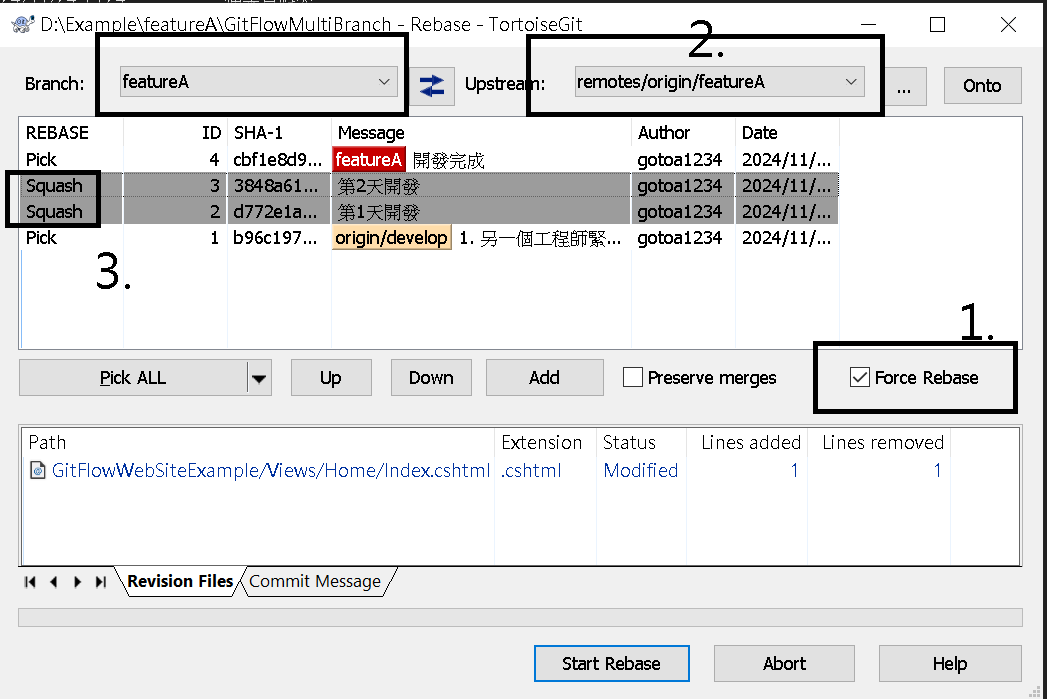 D:\Example\featureA\GitFlowMultiBranch - Rebase - TortoiseGit
2.
Branch: featureA Upstream: remotes/origin/featureA ... Onto
REBASE ID SHA-1 Message Author Date
Pick 4 cbf1e8d9... featureA 開發完成 gotoa1234 2024/11/...
Squash 3 3848a61... 第2天開發 gotoa1234 2024/11/...
Squash 2 d772e1a... 第1天開發 gotoa1234 2024/11/...
Pick 1 b96c197... origin/develop 1. 另一個工程師緊... gotoa1234 2024/11/...
3.
1.
Pick ALL Up Down Add Preserve merges Force Rebase
Path Extension Status Lines added Lines removed
GitFlowWebSiteExample/Views/Home/Index.cshtml .cshtml Modified 1 1
Revision Files Commit Message
Start Rebase Abort Help